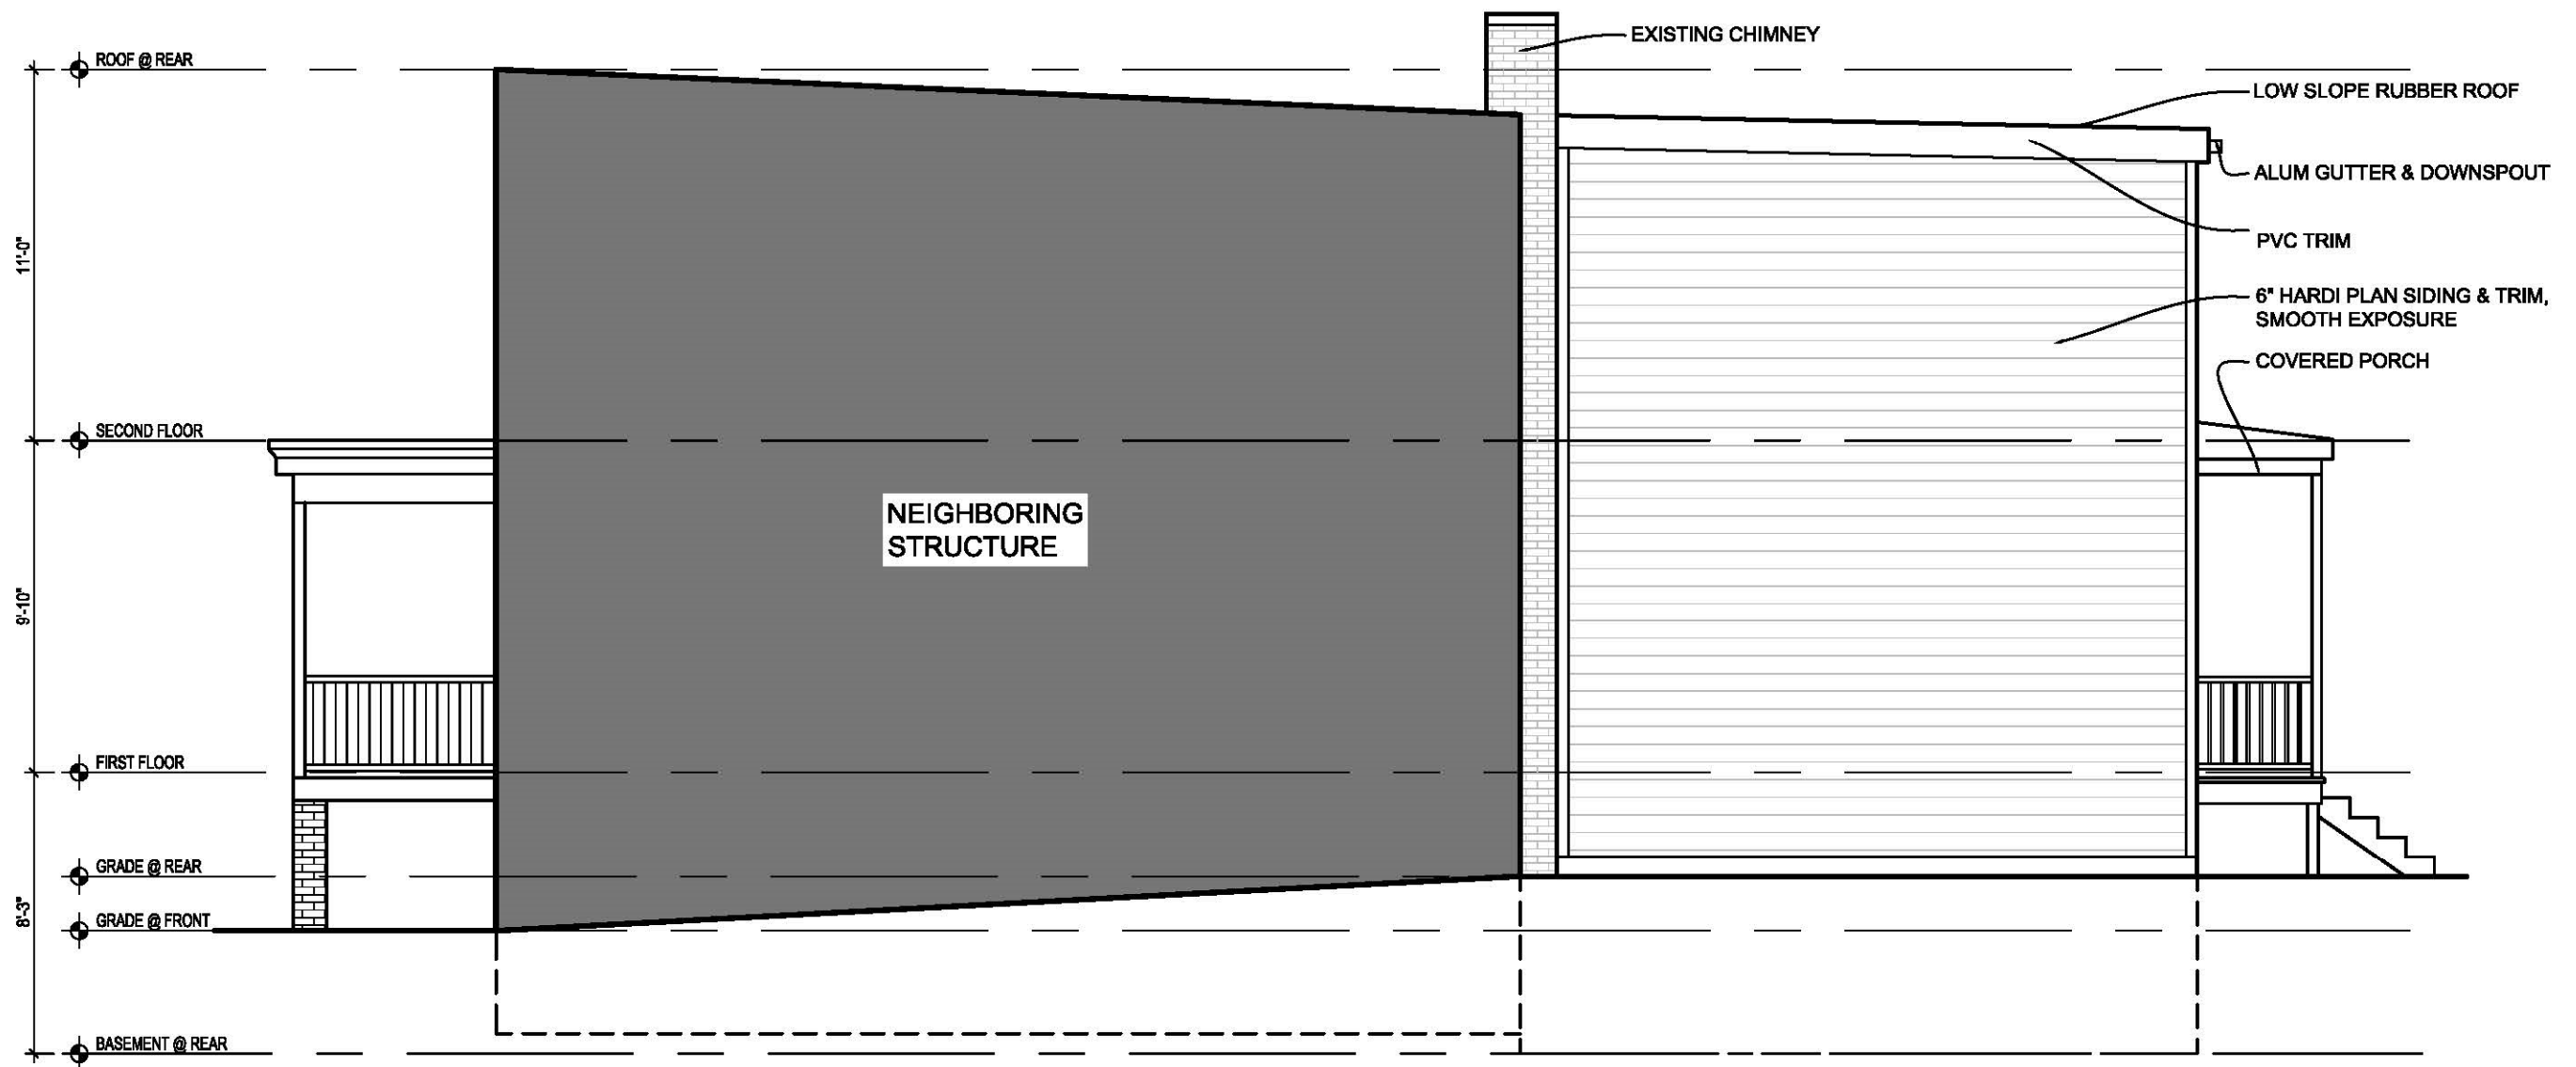 EXISTING CHIMNEY
ROOF @ REAR
LOW SLOPE RUBBER ROOF
ALUM GUTTER & DOWNSPOUT
PVC TRIM
11'-0"
6" HARDI PLAN SIDING & TRIM,
SMOOTH EXPOSURE
COVERED PORCH
SECOND FLOOR
NEIGHBORING
STRUCTURE
9'-10"
FIRST FLOOR
GRADE @ REAR
8'-3"
GRADE @ FRONT
BASEMENT @ REAR